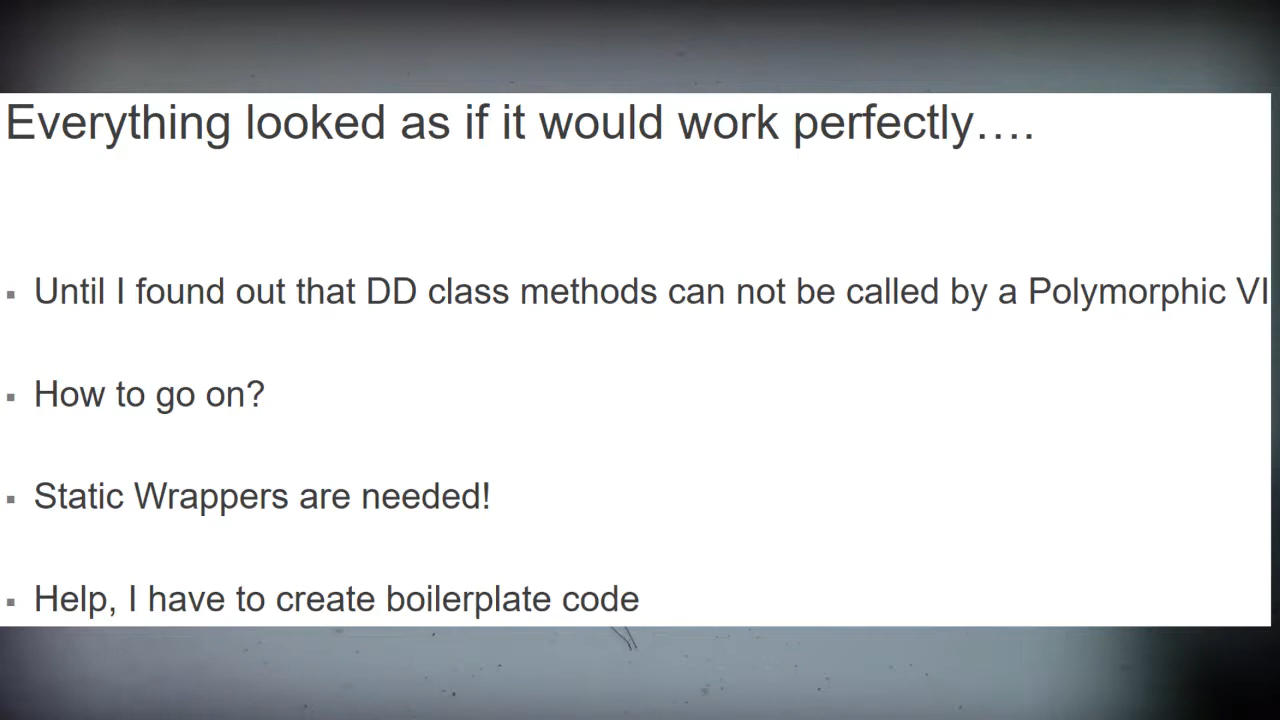 Everything looked as if it would work perfectly….
▪ Until I found out that DD class methods can not be called by a Polymorphic VI
▪ How to go on?
▪ Static Wrappers are needed!
▪ Help, I have to create boilerplate code